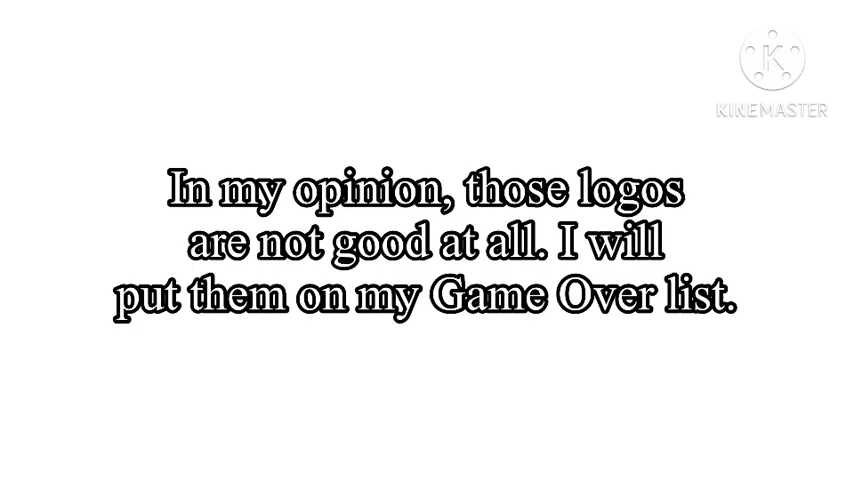 K
KINEMASTER
In my opinion, those logos
are not good at all. I will
put them on my Game Over list.